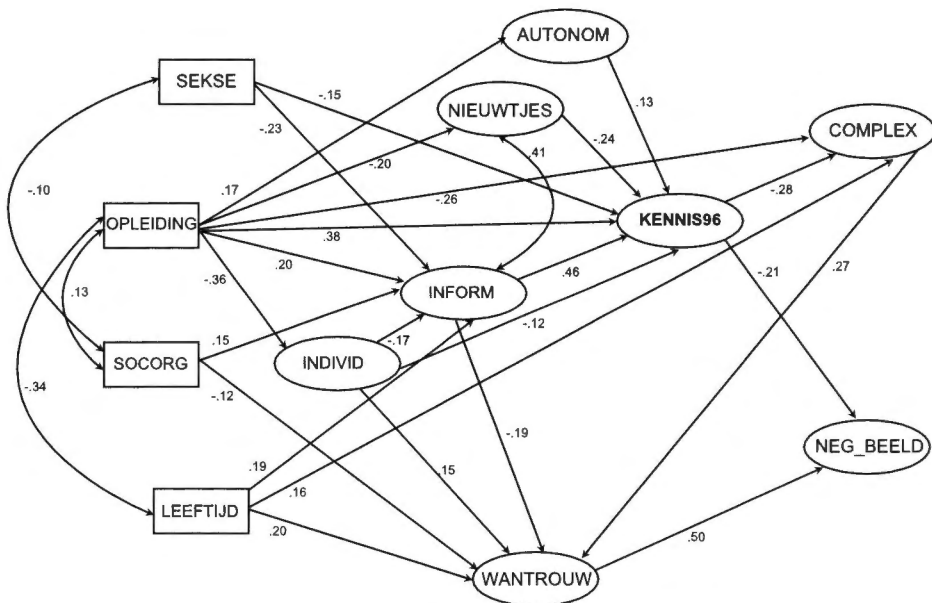 AUTONOM
SEKSE
-.15
NIEUWTJES
.13
COMPLEX
-.23
-.24
.41
-.20
-.10
.17
-.26
-.28
OPLEIDING
KENNIS96
.38
.20
.46
-.36
-.21
.27
INFORM
.13
-.12
.15
-.17
SOCORG
INDIVID
-.34
-.12
-.19
NEG_BEELD
.19
.15
.16
LEEFTIJD
.20
.50
WANTROUW